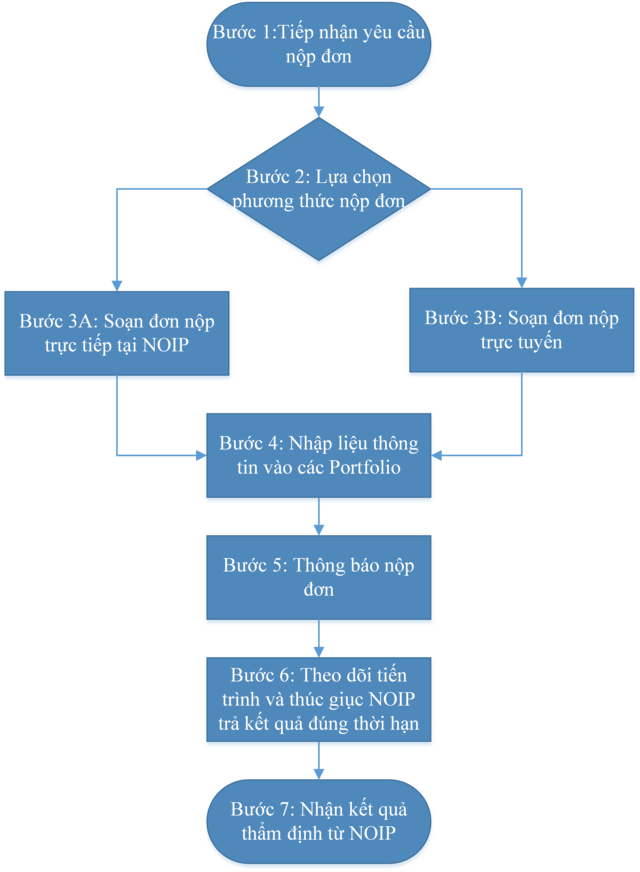 Bước 1:Tiếp nhận yêu cầu
nộp đơn
Bước 2: Lựa chọn
phương thức nộp đơn
Bước 3A: Soạn đơn nộp
trực tiếp tại NOIP
Bước 3B: Soạn đơn nộp
trực tuyến
Bước 4: Nhập liệu thông
tin vào các Portfolio
Bước 5: Thông báo nộp
đơn
Bước 6: Theo dõi tiến
trình và thúc giục NOIP
trả kết quả đúng thời hạn
Bước 7: Nhận kết quả
thẩm định từ NOIP